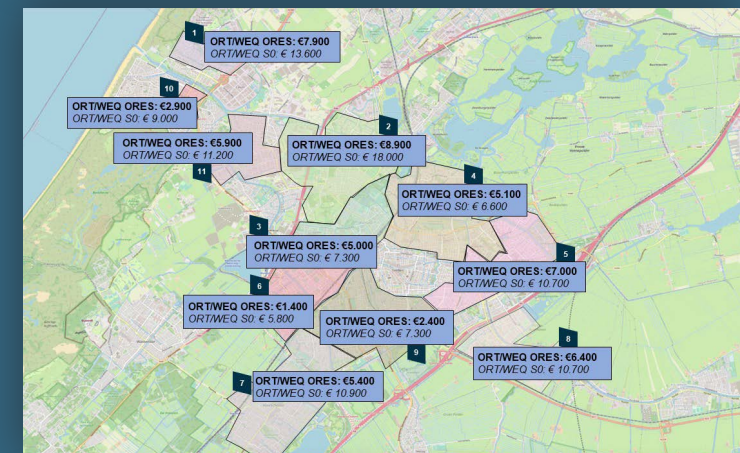 1
ORT/WEQ ORES: €7.900
ORT/WEQ S0: € 13.600
10
ORT/WEQ ORES: €2.900
ORT/WEQ S0: € 9.000
ORT/WEQ ORES: €5.900
ORT/WEQ S0: € 11.200
11
2
ORT/WEQ ORES: €8.900
ORT/WEQ S0: € 18.000
4
ORT/WEQ ORES: €5.100
ORT/WEQ S0: € 6.600
3
ORT/WEQ ORES: €5.000
ORT/WEQ S0: € 7.300
5
ORT/WEQ ORES: €7.000
ORT/WEQ S0: € 10.700
6
ORT/WEQ ORES: €1.400
ORT/WEQ S0: € 5.800
ORT/WEQ ORES: €2.400
ORT/WEQ S0: € 7.300
9
8
ORT/WEQ ORES: €6.400
ORT/WEQ S0: € 10.700
7
ORT/WEQ ORES: €5.400
ORT/WEQ S0: € 10.900